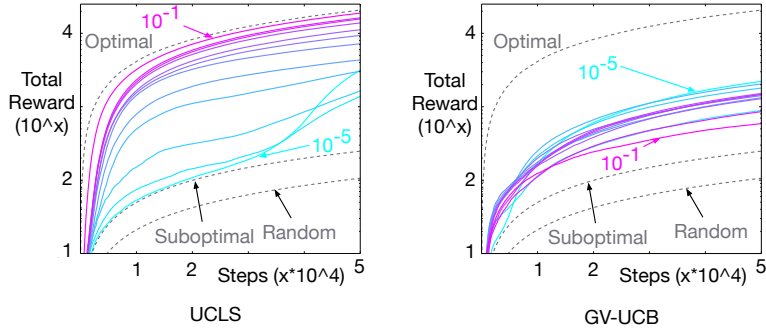 4
Optimal
10^-1
Total
Reward
(10^x)
10^-5
2
Suboptimal
Random
1
1
2
Steps (x*10^4)
5
UCLS
4
Optimal
10^-5
Total
Reward
(10^x)
10^-1
2
Suboptimal
Random
1
1
2
Steps (x*10^4)
5
GV-UCB